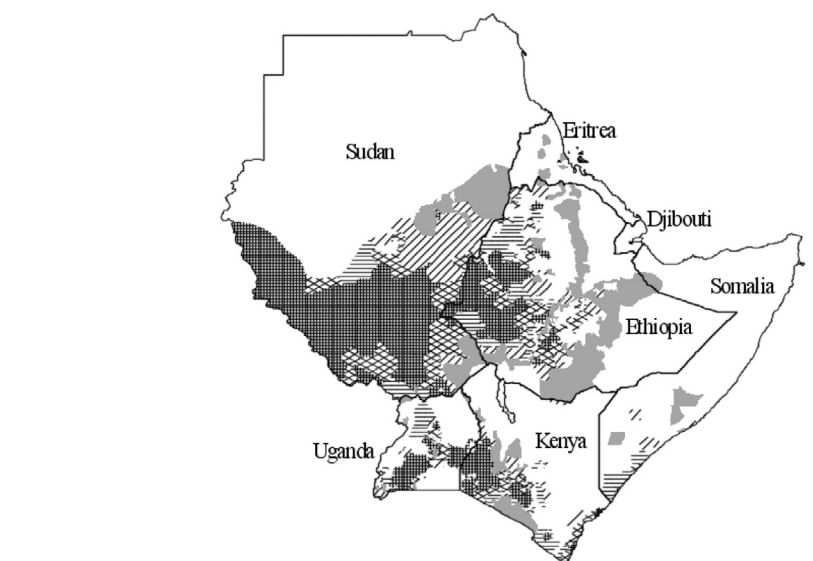 Eritrea
Sudan
Djibouti
Somalia
Ethiopia
Uganda
Kenya